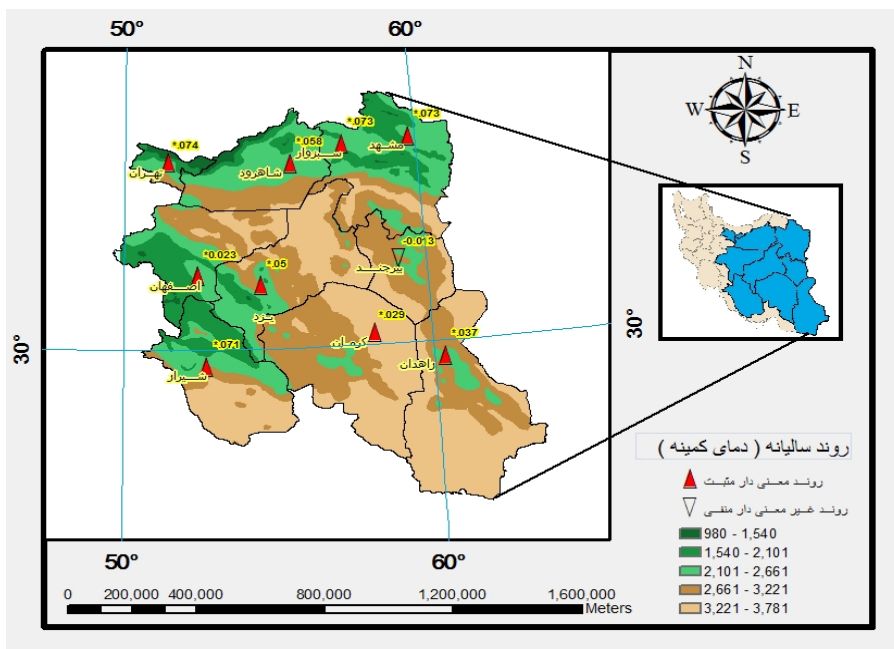 50° 60°
N
W E
S
*.074
*.058
*.073
*.073
تهران
شاهرود
سبزوار
مشهد
*0.023
*.05
-0.013
اصفهان
یزد
بیرجند
*.071
*.029
*.037
شیراز
کرمان
زاهدان
30° 30°
50° 60°
روند سالیانه ( دمای کمینه )
روند معنی دار مثبت
روند غیر معنی دار منفی
980 - 1,540
1,540 - 2,101
2,101 - 2,661
2,661 - 3,221
3,221 - 3,781
0 200,000 400,000 800,000 1,200,000 1,600,000
Meters